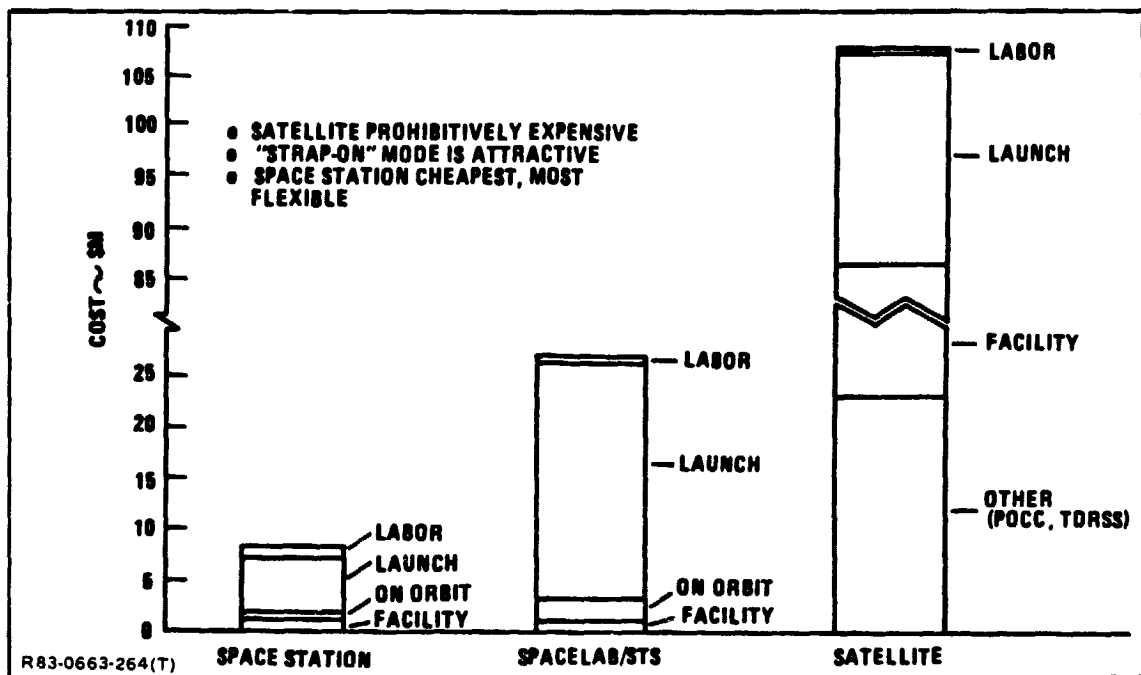 110
105
100
95
90
85
25
20
15
10
5
0
COST ~ $M
• SATELLITE PROHIBITIVELY EXPENSIVE
• "STRAP-ON" MODE IS ATTRACTIVE
• SPACE STATION CHEAPEST, MOST
FLEXIBLE
LABOR
LAUNCH
ON ORBIT
FACILITY
LABOR
LAUNCH
ON ORBIT
FACILITY
LABOR
LAUNCH
FACILITY
OTHER
(POCC, TDRSS)
SPACE STATION
SPACELAB/STS
SATELLITE
R83-0663-264(T)